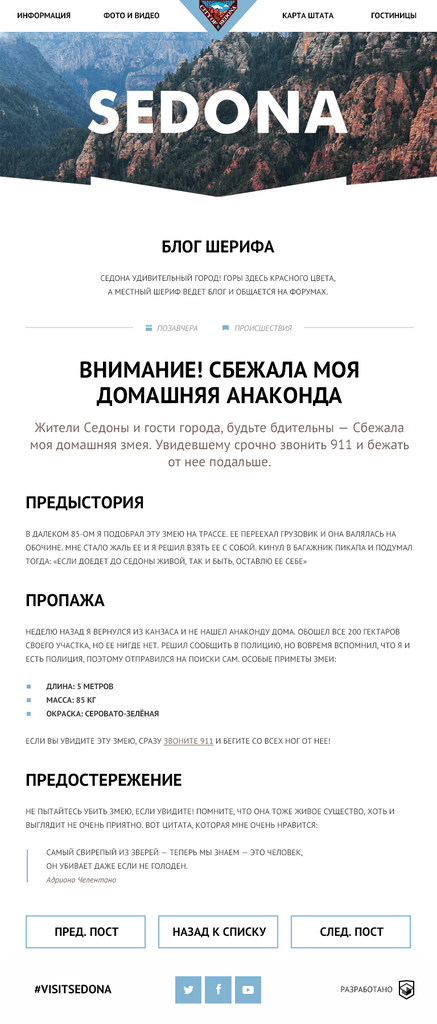 ИНФОРМАЦИЯ ФОТО И ВИДЕО КАРТА ШТАТА ГОСТИНИЦЫ
SEDONA
БЛОГ ШЕРИФА
СЕДОНА УДИВИТЕЛЬНЫЙ ГОРОД! ГОРЫ ЗДЕСЬ КРАСНОГО ЦВЕТА,
А МЕСТНЫЙ ШЕРИФ ВЕДЕТ БЛОГ И ОБЩАЕТСЯ НА ФОРУМАХ.
ПОЗАВЧЕРА ПРОИСШЕСТВИЯ
ВНИМАНИЕ! СБЕЖАЛА МОЯ
ДОМАШНЯЯ АНАКОНДА
Жители Седоны и гости города, будьте бдительны — Сбежала
моя домашняя змея. Увидевшему срочно звонить 911 и бежать
от нее подальше.
ПРЕДЫСТОРИЯ
В ДАЛЕКОМ 85-ОМ Я ПОДОБРАЛ ЭТУ ЗМЕЮ НА ТРАССЕ. ЕЕ ПЕРЕЕХАЛ ГРУЗОВИК И ОНА ВАЛЯЛАСЬ НА
ОБОЧИНЕ. МНЕ СТАЛО ЖАЛЬ ЕЕ И Я РЕШИЛ ВЗЯТЬ ЕЕ С СОБОЙ. КИНУЛ В БАГАЖНИК ПИКАПА И ПОДУМАЛ
ТОГДА: «ЕСЛИ ДОЕДЕТ ДО СЕДОНЫ ЖИВОЙ, ТАК И БЫТЬ, ОСТАВЛЮ ЕЕ СЕБЕ»
ПРОПАЖА
НЕДЕЛЮ НАЗАД Я ВЕРНУЛСЯ ИЗ КАНЗАСА И НЕ НАШЕЛ АНАКОНДУ ДОМА. ОБОШЕЛ ВСЕ 200 ГЕКТАРОВ
СВОЕГО УЧАСТКА, НО ЕЕ НИГДЕ НЕТ. РЕШИЛ СООБЩИТЬ В ПОЛИЦИЮ, НО ВОВРЕМЯ ВСПОМНИЛ, ЧТО Я И
ЕСТЬ ПОЛИЦИЯ, ПОЭТОМУ ОТПРАВИЛСЯ НА ПОИСКИ САМ. ОСОБЫЕ ПРИМЕТЫ ЗМЕИ:
ДЛИНА: 5 МЕТРОВ
МАССА: 85 КГ
ОКРАСКА: СЕРОВАТО-ЗЕЛЁНАЯ
ЕСЛИ ВЫ УВИДИТЕ ЭТУ ЗМЕЮ, СРАЗУ ЗВОНИТЕ 911 И БЕГИТЕ СО ВСЕХ НОГ ОТ НЕЕ!
ПРЕДОСТЕРЕЖЕНИЕ
НЕ ПЫТАЙТЕСЬ УБИТЬ ЗМЕЮ, ЕСЛИ УВИДИТЕ! ПОМНИТЕ, ЧТО ОНА ТОЖЕ ЖИВОЕ СУЩЕСТВО, ХОТЬ И
ВЫГЛЯДИТ НЕ ОЧЕНЬ ПРИЯТНО. ВОТ ЦИТАТА, КОТОРАЯ МНЕ ОЧЕНЬ НРАВИТСЯ:
САМЫЙ СВИРЕПЫЙ ИЗ ЗВЕРЕЙ — ТЕПЕРЬ МЫ ЗНАЕМ — ЭТО ЧЕЛОВЕК,
ОН УБИВАЕТ ДАЖЕ ЕСЛИ НЕ ГОЛОДЕН.
Адриано Челентано
ПРЕД. ПОСТ НАЗАД К СПИСКУ СЛЕД. ПОСТ
#VISITSEDONA РАЗРАБОТАНО